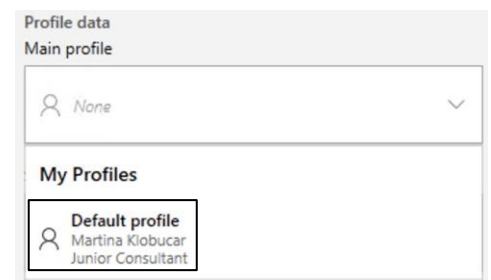 Profile data
Main profile
None
My Profiles
Default profile
Martina Klobucar
Junior Consultant